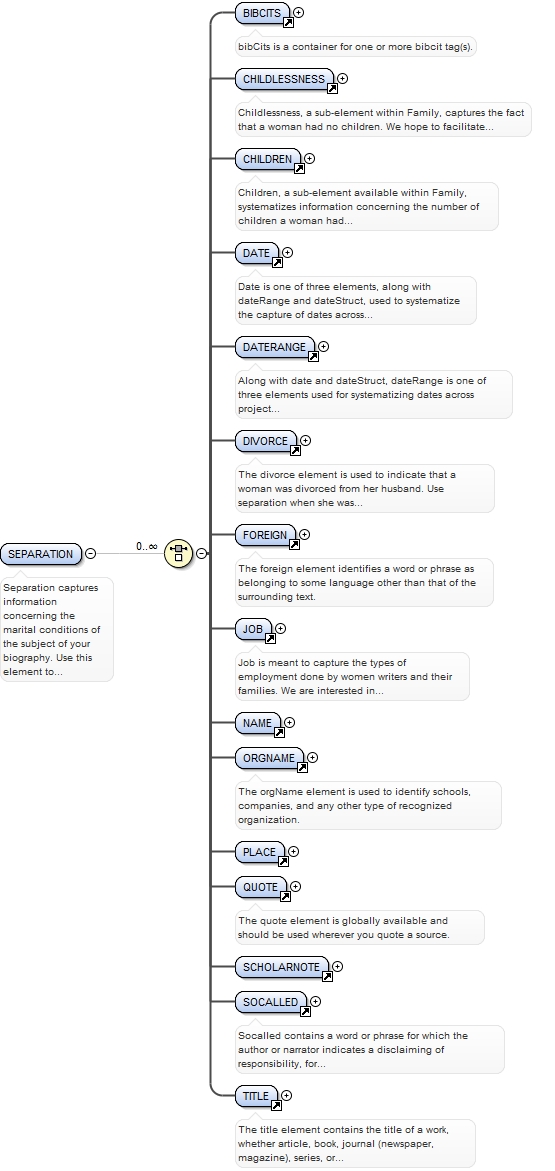 BIBCITS
bibCits is a container for one or more bibcit tag(s).
CHILDLESSNESS
Childlessness, a sub-element within Family, captures the fact
that a woman had no children. We hope to facilitate...
CHILDREN
Children, a sub-element available within Family,
systematizes information concerning the number of
children a woman had...
DATE
Date is one of three elements, along with
dateRange and dateStruct, used to systematize
the capture of dates across...
DATERANGE
Along with date and dateStruct, dateRange is one of
three elements used for systematizing dates across
project...
DIVORCE
The divorce element is used to indicate that a
woman was divorced from her husband. Use
separation when she was...
FOREIGN
The foreign element identifies a word or phrase as
belonging to some language other than that of the
surrounding text.
SEPARATION
0..∞
Separation captures
information
concerning the
marital conditions of
the subject of your
biography. Use this
element to...
JOB
Job is meant to capture the types of
employment done by women writers and their
families. We are interested in...
NAME
ORGNAME
The orgName element is used to identify schools,
companies, and any other type of recognized
organization.
PLACE
QUOTE
The quote element is globally available and
should be used wherever you quote a source.
SCHOLARNOTE
SOCALLED
Socalled contains a word or phrase for which the
author or narrator indicates a disclaiming of
responsibility, for...
TITLE
The title element contains the title of a work,
whether article, book, journal (newspaper,
magazine), series, or...